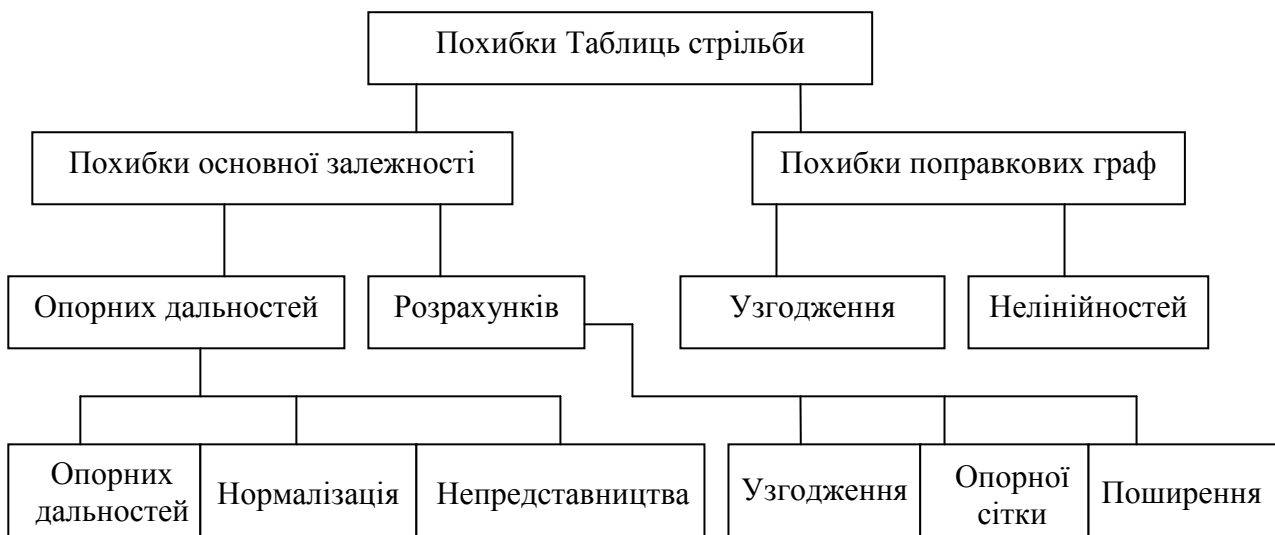 Похибки Таблиць стрільби
Похибки основної залежності
Похибки поправкових граф
Опорних дальностей
Розрахунків
Узгодження
Нелінійностей
Опорних
дальностей
Нормалізація
Непредставництва
Узгодження
Опорної
сітки
Поширення